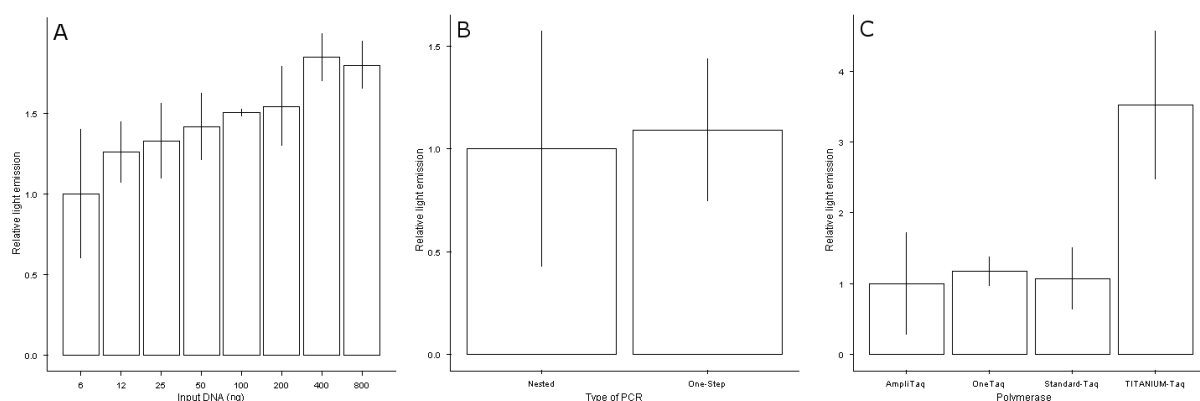 A
Relative light emission
1.5
1.0
0.5
0.0
6 12 25 50 100 200 400 800
Input DNA (ng)
B
Relative light emission
1.5
1.0
0.5
0.0
Nested One-Step
Type of PCR
C
Relative light emission
4
3
2
1
0
AmpliTaq OneTaq Standard-Taq TITANIUM-Taq
Polymerase